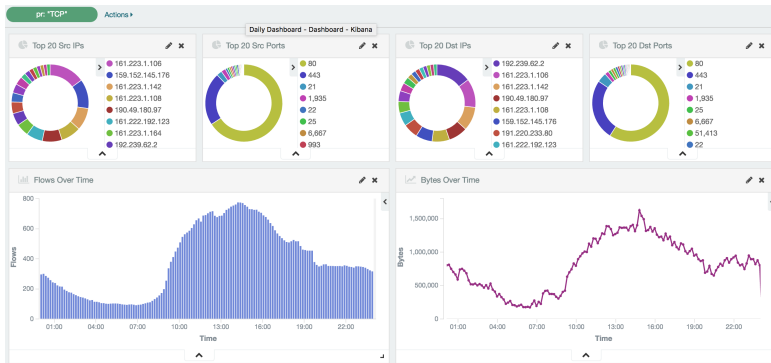 pr: "TCP"
Actions
Daily Dashboard - Dashboard - Kibana
Top 20 Src IPs
161.223.1.106
159.152.145.176
161.223.1.142
161.223.1.108
190.49.180.97
161.222.192.123
161.223.1.164
192.239.62.2
Top 20 Src Ports
80
443
21
1,935
22
25
6,667
993
Top 20 Dst IPs
192.239.62.2
161.223.1.106
161.223.1.142
190.49.180.97
161.223.1.108
159.152.145.176
191.220.233.80
161.222.192.123
Top 20 Dst Ports
80
443
21
1,935
25
6,667
51,413
22
Flows Over Time
800
600
400
200
0
Flows
01:00 04:00 07:00 10:00 13:00 16:00 19:00 22:00
Time
Bytes Over Time
1,500,000
1,000,000
500,000
0
Bytes
01:00 04:00 07:00 10:00 13:00 16:00 19:00 22:00
Time